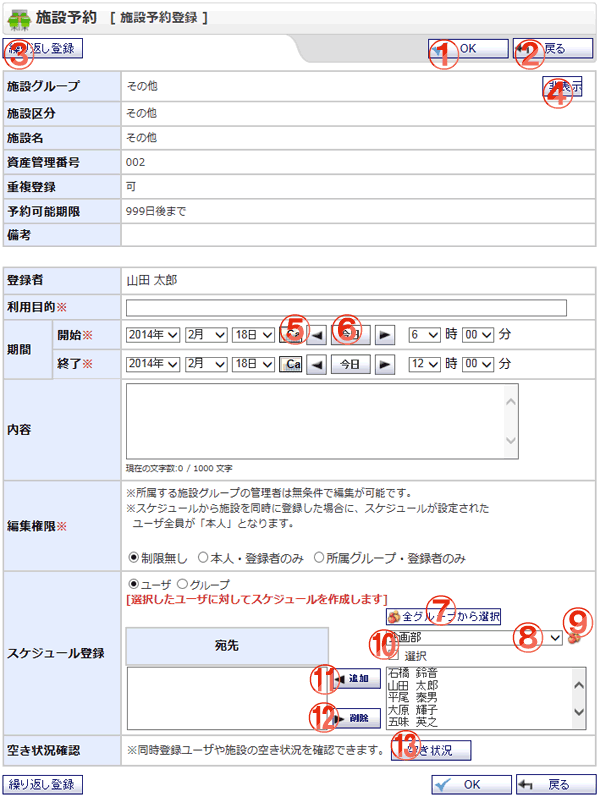 施設予約 [ 施設予約登録 ]
③ 繰り返し登録 ① OK ② 戻る
施設グループ その他 ④ 非表示
施設区分 その他
施設名 その他
資産管理番号 002
重複登録 可
予約可能期限 999日後まで
備考
登録者 山田 太郎
利用目的※
期間 開始※ 2014年 2月 18日 ⑤ Ca ◀ ⑥ 今日 ▶ 6 時 00 分
終了※ 2014年 2月 18日 Ca ◀ 今日 ▶ 12 時 00 分
内容
現在の文字数:0 / 1000 文字
編集権限※
※所属する施設グループの管理者は無条件で編集が可能です。
※スケジュールから施設を同時に登録した場合に、スケジュールが設定された
ユーザ全員が「本人」となります。
制限無し 本人・登録者のみ 所属グループ・登録者のみ
スケジュール登録
ユーザ グループ
[選択したユーザに対してスケジュールを作成します]
⑦ 全グループから選択
宛先
企画部 ⑧ ⑨
⑩ 選択
⑪ ◀ 追加
⑫ ▶ 削除
石橋 鈴音
山田 太郎
平尾 泰男
大原 輝子
五味 英之
空き状況確認 ※同時登録ユーザや施設の空き状況を確認できます。 ⑬ 空き状況
繰り返し登録 OK 戻る